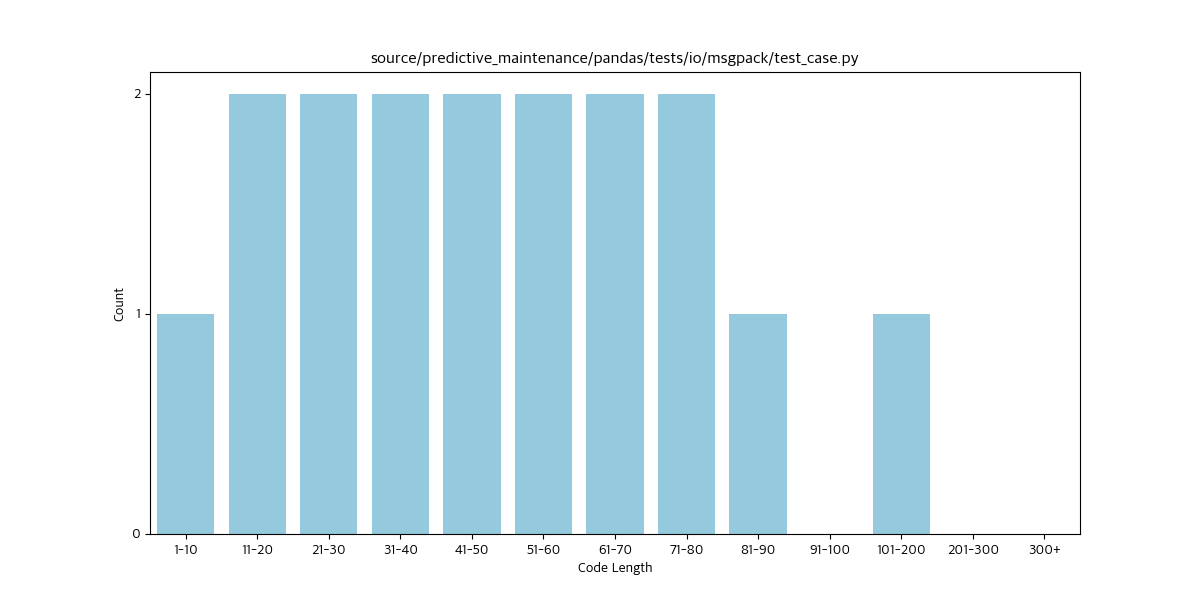 source/predictive_maintenance/pandas/tests/io/msgpack/test_case.py
2
1
0
Count
1-10 11-20 21-30 31-40 41-50 51-60 61-70 71-80 81-90 91-100 101-200 201-300 300+
Code Length